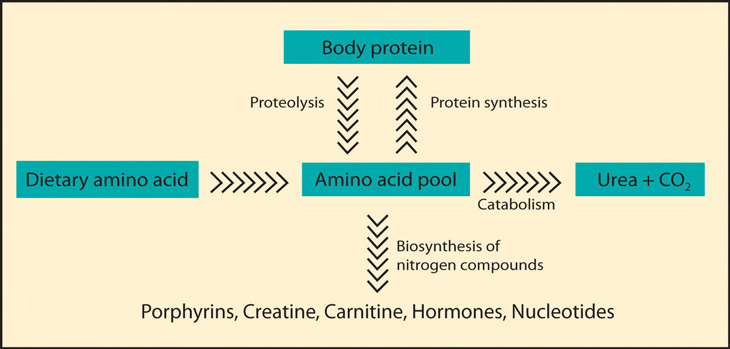 Body protein
Proteolysis
Protein synthesis
Dietary amino acid
Amino acid pool
Urea + CO₂
Catabolism
Biosynthesis of
nitrogen compounds
Porphyrins, Creatine, Carnitine, Hormones, Nucleotides